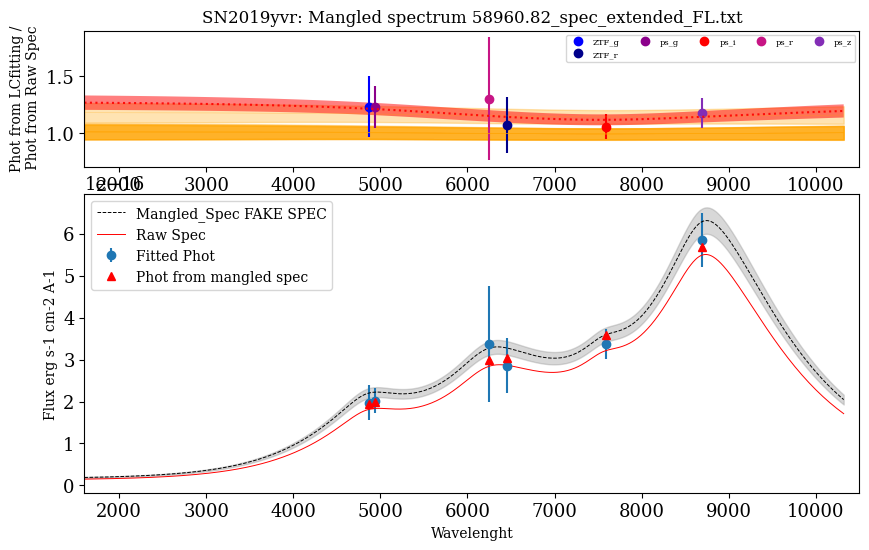 SN2019yvr: Mangled spectrum 58960.82_spec_extended_FL.txt
Phot from LCfitting /
Phot from Raw Spec
1.5
1.0
ZTF_g ps_g ps_i ps_r ps_z
ZTF_r
2000 3000 4000 5000 6000 7000 8000 9000 10000
1e−16
Mangled_Spec FAKE SPEC
Raw Spec
Fitted Phot
Phot from mangled spec
Flux erg s-1 cm-2 A-1
6
5
4
3
2
1
0
2000 3000 4000 5000 6000 7000 8000 9000 10000
Wavelenght